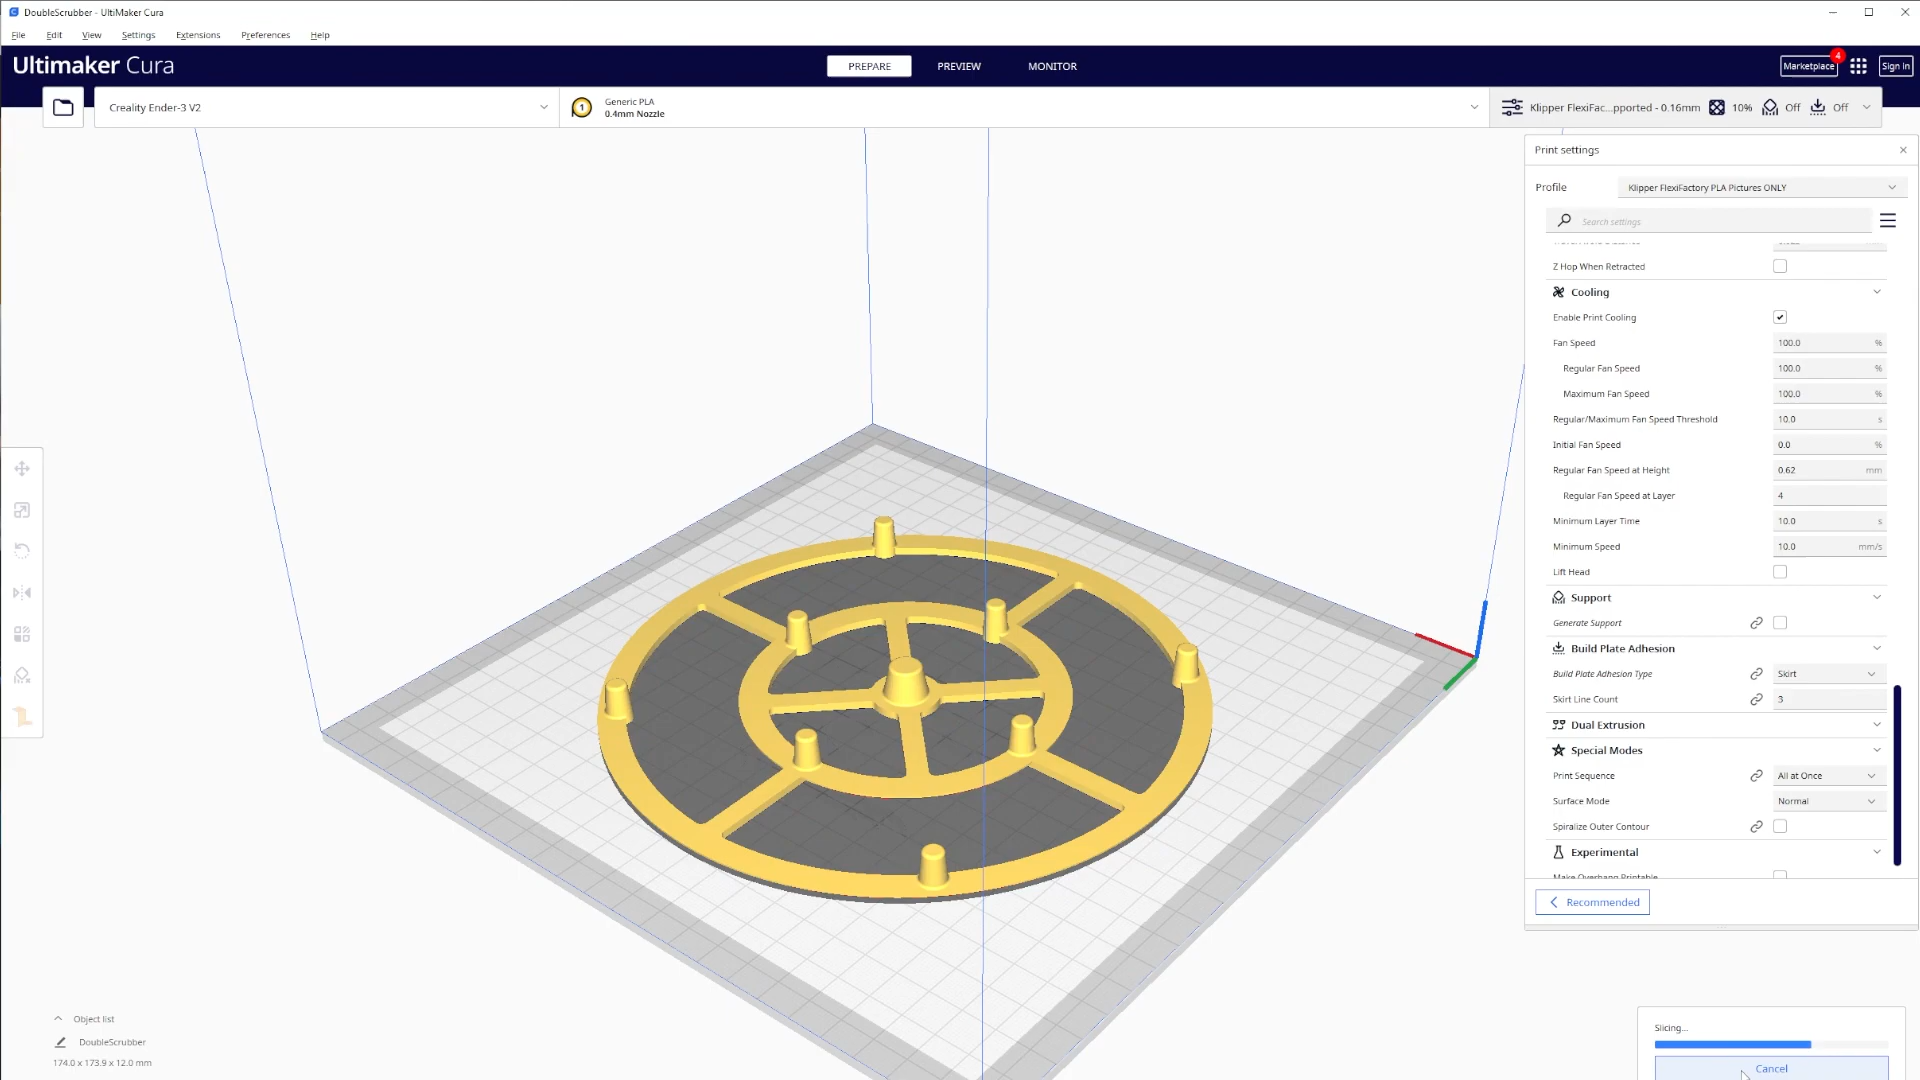 DoubleScrubber - UltiMaker Cura
File Edit View Settings Extensions Preferences Help
Ultimaker Cura
PREPARE PREVIEW MONITOR
Marketplace 4 Sign In
Creality Ender-3 V2
1 Generic PLA
0.4mm Nozzle
Klipper FlexiFac...pported - 0.16mm 10% Off Off
Print settings
Profile Klipper FlexiFactory PLA Pictures ONLY
Search settings
Z Hop When Retracted
Cooling
Enable Print Cooling
Fan Speed 100.0 %
Regular Fan Speed 100.0 %
Maximum Fan Speed 100.0 %
Regular/Maximum Fan Speed Threshold 10.0 s
Initial Fan Speed 0.0 %
Regular Fan Speed at Height 0.62 mm
Regular Fan Speed at Layer 4
Minimum Layer Time 10.0 s
Minimum Speed 10.0 mm/s
Lift Head
Support
Generate Support
Build Plate Adhesion
Build Plate Adhesion Type Skirt
Skirt Line Count 3
Dual Extrusion
Special Modes
Print Sequence All at Once
Surface Mode Normal
Spiralize Outer Contour
Experimental
Make Overhang Printable
Recommended
Object list
DoubleScrubber
174.0 x 173.9 x 12.0 mm
Slicing...
Cancel